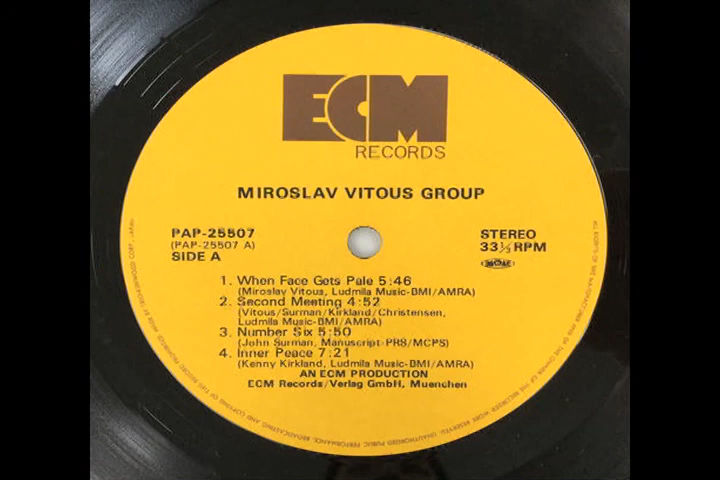 ECM
RECORDS
MIROSLAV VITOUS GROUP
PAP-25507
(PAP-25507 A)
SIDE A
STEREO
33⅓ RPM
1. When Face Gets Pale 5:46
(Miroslav Vitous, Ludmila Music-BMI/AMRA)
2. Second Meeting 4:52
(Vitous/Surman/Kirkland/Christensen,
Ludmila Music-BMI/AMRA)
3. Number Six 5:50
(John Surman, Manuscript-PRS/MCPS)
4. Inner Peace 7:21
(Kenny Kirkland, Ludmila Music-BMI/AMRA)
AN ECM PRODUCTION
ECM Records/Verlag GmbH, Muenchen